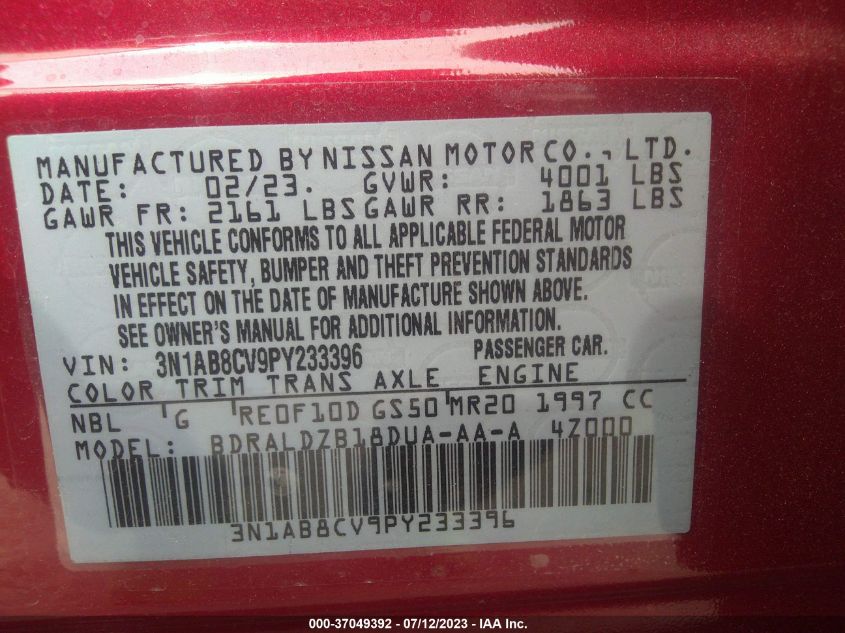 MANUFACTURED BY NISSAN MOTOR CO., LTD.
DATE: 02/23. GVWR: 4001 LBS
GAWR FR: 2161 LBS GAWR RR: 1863 LBS
THIS VEHICLE CONFORMS TO ALL APPLICABLE FEDERAL MOTOR
VEHICLE SAFETY, BUMPER AND THEFT PREVENTION STANDARDS
IN EFFECT ON THE DATE OF MANUFACTURE SHOWN ABOVE.
SEE OWNER'S MANUAL FOR ADDITIONAL INFORMATION.
VIN: 3N1AB8CV9PY233396 PASSENGER CAR.
COLOR TRIM TRANS AXLE ENGINE
NBL G RE0F10D GS50 MR20 1997 CC
MODEL: BDRALDZB18DUA-AA-A 4Z000
3N1AB8CV9PY233396
000-37049392 - 07/12/2023 - IAA Inc.